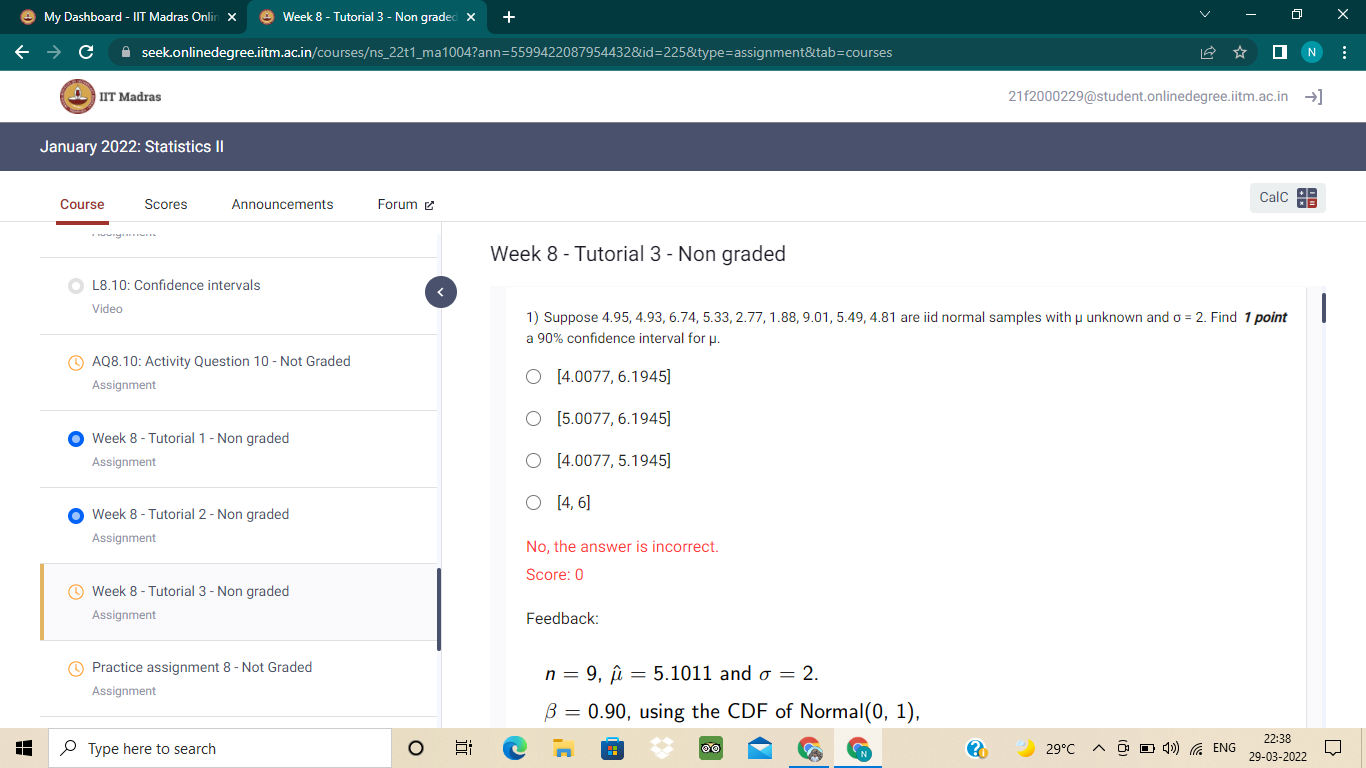 My Dashboard - IIT Madras Onlin
Week 8 - Tutorial 3 - Non graded
seek.onlinedegree.iitm.ac.in/courses/ns_22t1_ma1004?ann=5599422087954432&id=225&type=assignment&tab=courses
N
IIT Madras
21f2000229@student.onlinedegree.iitm.ac.in
January 2022: Statistics II
Course
Scores
Announcements
Forum
CalC
L8.10: Confidence intervals
Video
AQ8.10: Activity Question 10 - Not Graded
Assignment
Week 8 - Tutorial 1 - Non graded
Assignment
Week 8 - Tutorial 2 - Non graded
Assignment
Week 8 - Tutorial 3 - Non graded
Assignment
Practice assignment 8 - Not Graded
Assignment
Week 8 - Tutorial 3 - Non graded
1) Suppose 4.95, 4.93, 6.74, 5.33, 2.77, 1.88, 9.01, 5.49, 4.81 are iid normal samples with μ unknown and σ = 2. Find 1 point
a 90% confidence interval for μ.
[4.0077, 6.1945]
[5.0077, 6.1945]
[4.0077, 5.1945]
[4, 6]
No, the answer is incorrect.
Score: 0
Feedback:
n = 9, μ̂ = 5.1011 and σ = 2.
β = 0.90, using the CDF of Normal(0, 1),
Type here to search
29°C
ENG
22:38
29-03-2022